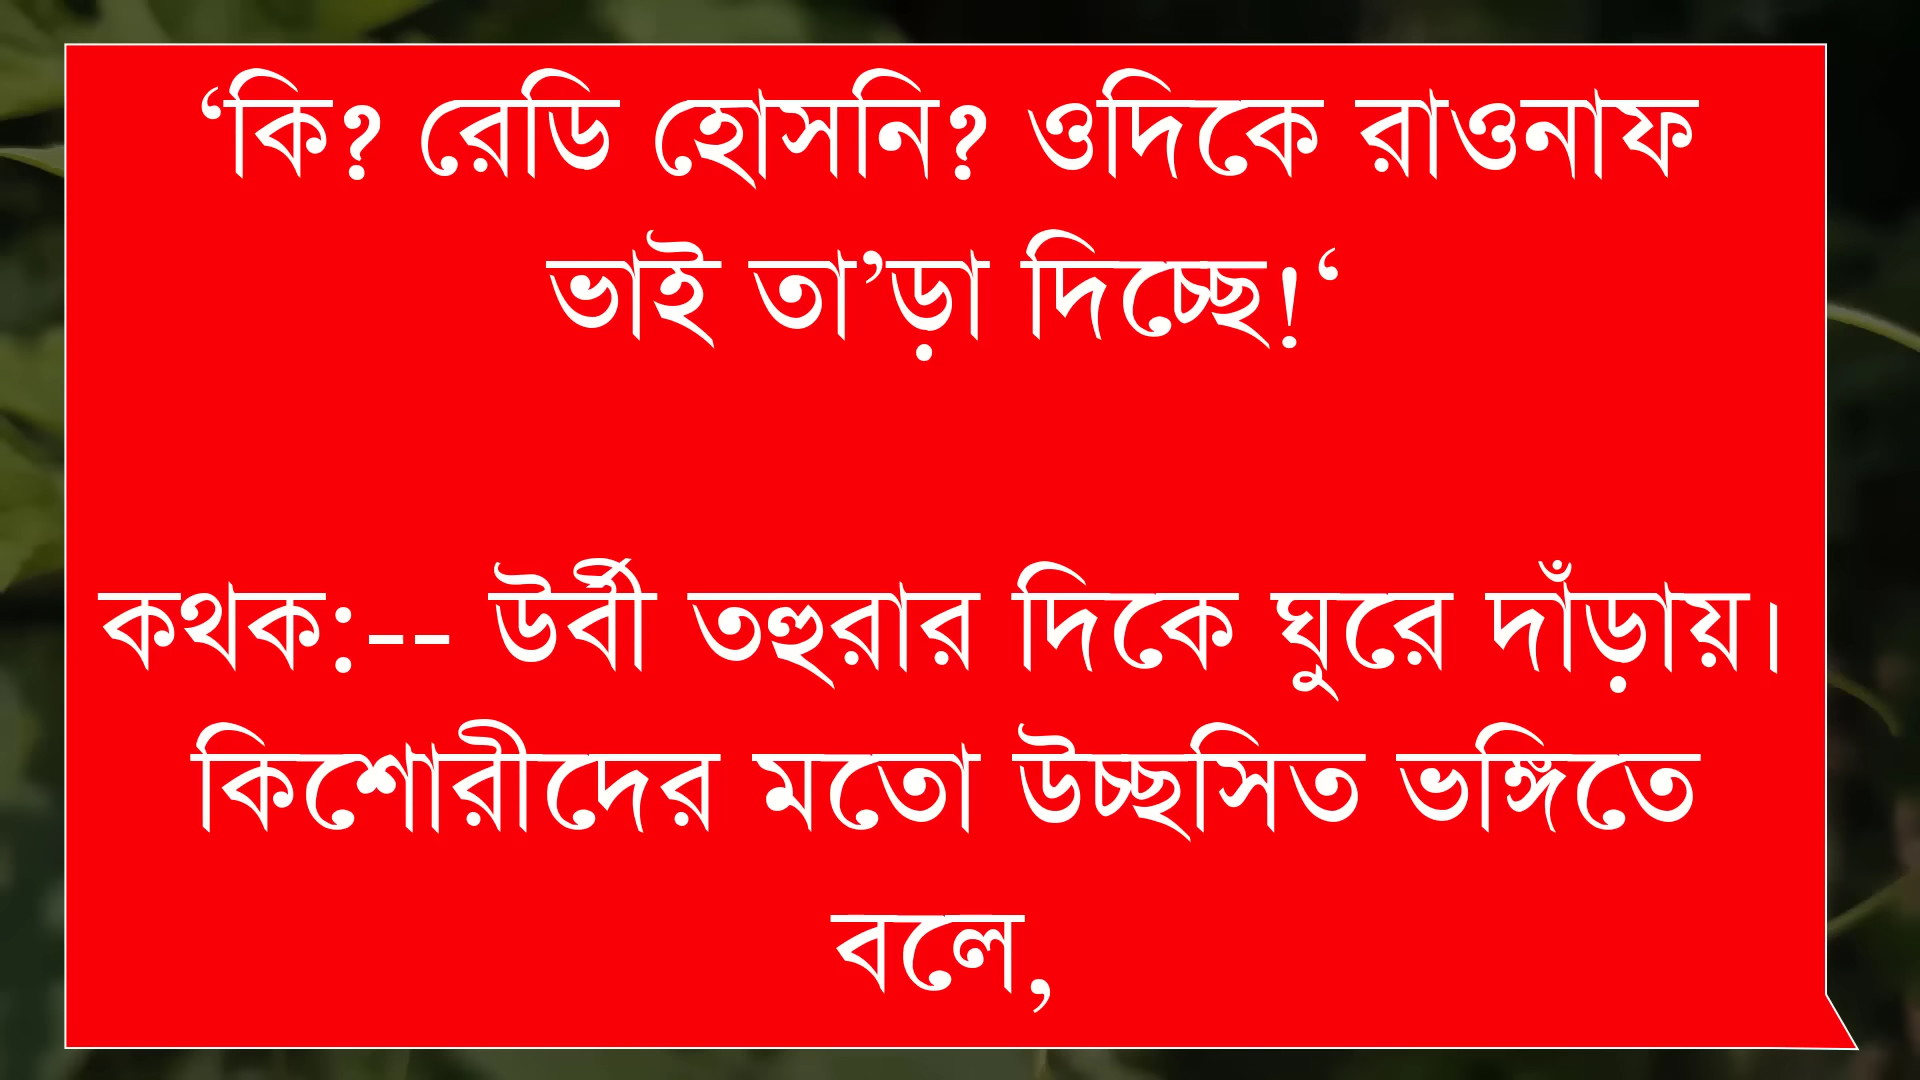 ‘কি? রেডি হোসনি? ওদিকে রাওনাফ
ভাই তা’ড়া দিচ্ছে!‘
কথক:-- উর্বী তহুরার দিকে ঘুরে দাঁড়ায়।
কিশোরীদের মতো উচ্ছসিত ভঙ্গিতে
বলে,